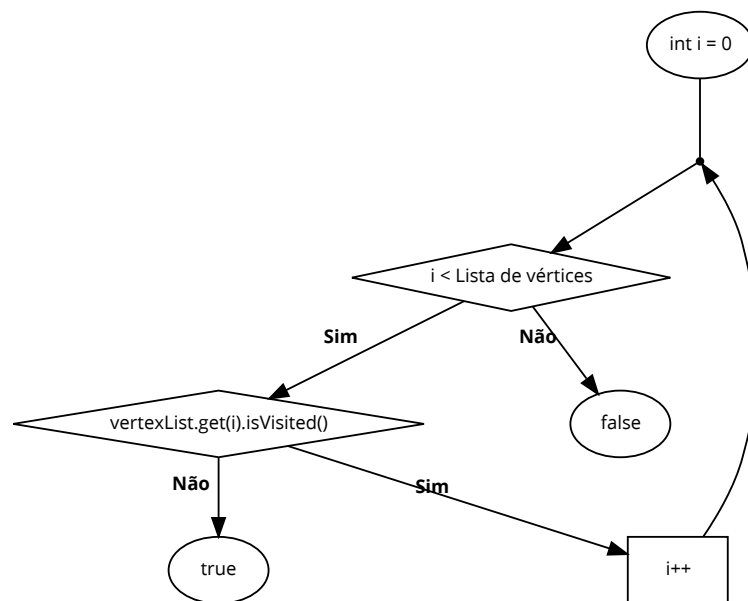 int i = 0
i < Lista de vértices
Sim
Não
vertexList.get(i).isVisited()
false
Não
Sim
true
i++